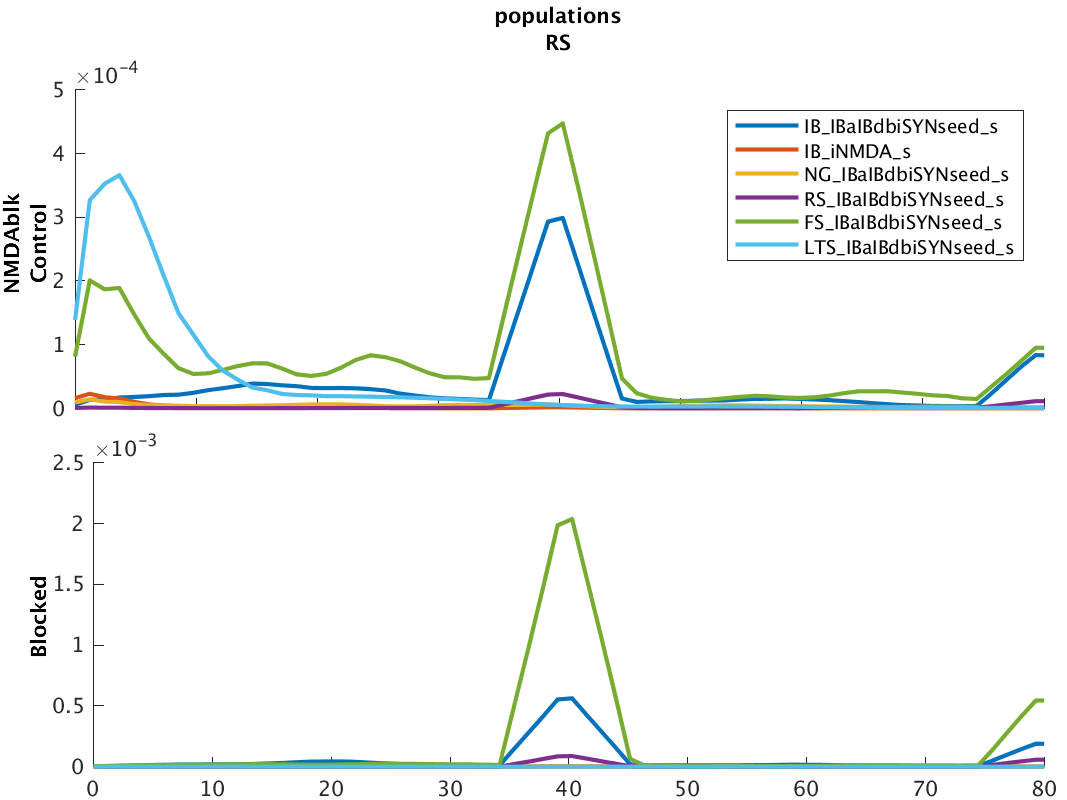 populations
RS
×10⁻⁴
5
4
3
2
1
0
NMDAblk
Control
IB_IBaIBdbiSYNseed_s
IB_iNMDA_s
NG_IBaIBdbiSYNseed_s
RS_IBaIBdbiSYNseed_s
FS_IBaIBdbiSYNseed_s
LTS_IBaIBdbiSYNseed_s
×10⁻³
2.5
2
1.5
1
0.5
0
Blocked
0 10 20 30 40 50 60 70 80